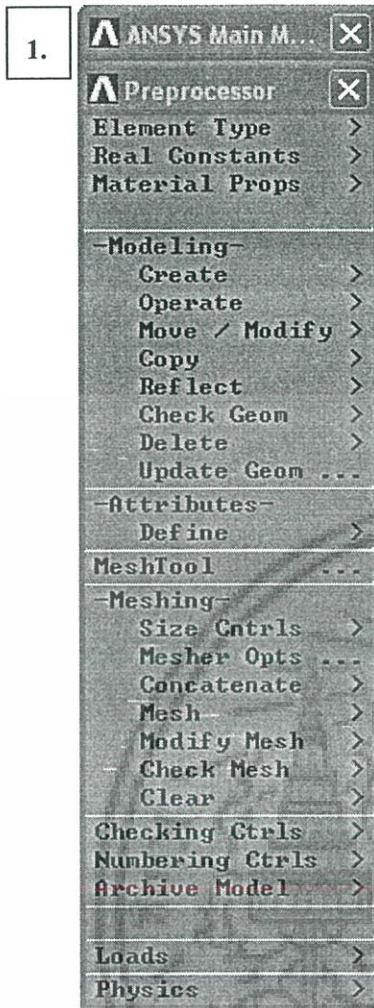 1.
ANSYS Main M...
Preprocessor
Element Type >
Real Constants >
Material Props >
-Modeling-
Create >
Operate >
Move / Modify >
Copy >
Reflect >
Check Geom >
Delete >
Update Geom ...
-Attributes-
Define >
MeshTool ...
-Meshing-
Size Cntrls >
Mesher Opts ...
Concatenate >
Mesh >
Modify Mesh >
Check Mesh >
Clear >
Checking Ctrls >
Numbering Ctrls >
Archive Model >
Loads >
Physics >